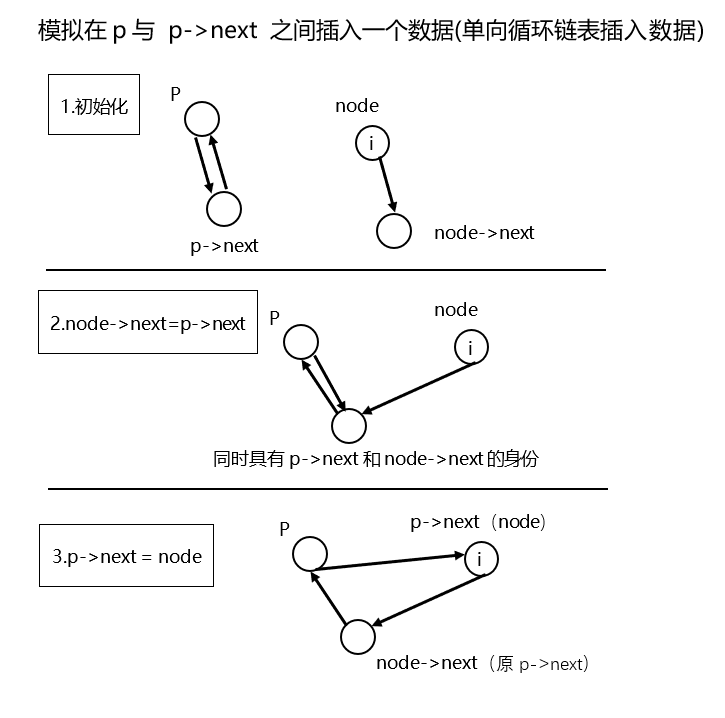 模拟在 p 与 p->next 之间插入一个数据(单向循环链表插入数据)
1.初始化
P
p->next
node
i
node->next
2.node->next=p->next
P
node
i
同时具有 p->next 和 node->next 的身份
3.p->next = node
P
p->next（node）
i
node->next（原 p->next）